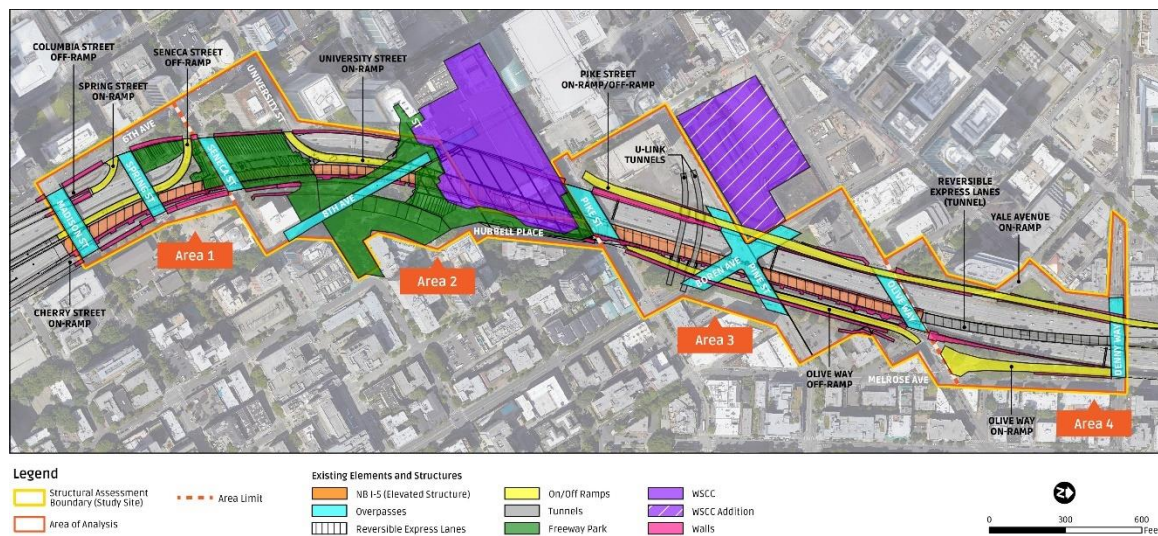 COLUMBIA STREET
OFF-RAMP
SENECA STREET
OFF-RAMP
SPRING STREET
ON-RAMP
6TH AVE
UNIVERSITY ST
UNIVERSITY STREET
ON-RAMP
ST
PIKE STREET
ON-RAMP/OFF-RAMP
U-LINK
TUNNELS
REVERSIBLE
EXPRESS LANES
(TUNNEL)
YALE AVENUE
ON-RAMP
MADISON ST
SPRING ST
SENECA ST
8TH AVE
HUBBELL PLACE
PIKE ST
BOREN AVE
PINE ST
OLIVE WAY
DENNY WAY
CHERRY STREET
ON-RAMP
Area 1
Area 2
Area 3
OLIVE WAY
OFF-RAMP
MELROSE AVE
OLIVE WAY
ON-RAMP
Area 4
Legend
Structural Assessment
Boundary (Study Site)
Area Limit
Area of Analysis
Existing Elements and Structures
NB I-5 (Elevated Structure)
Overpasses
Reversible Express Lanes
On/Off Ramps
Tunnels
Freeway Park
WSCC
WSCC Addition
Walls
N
0 300 600
Feet